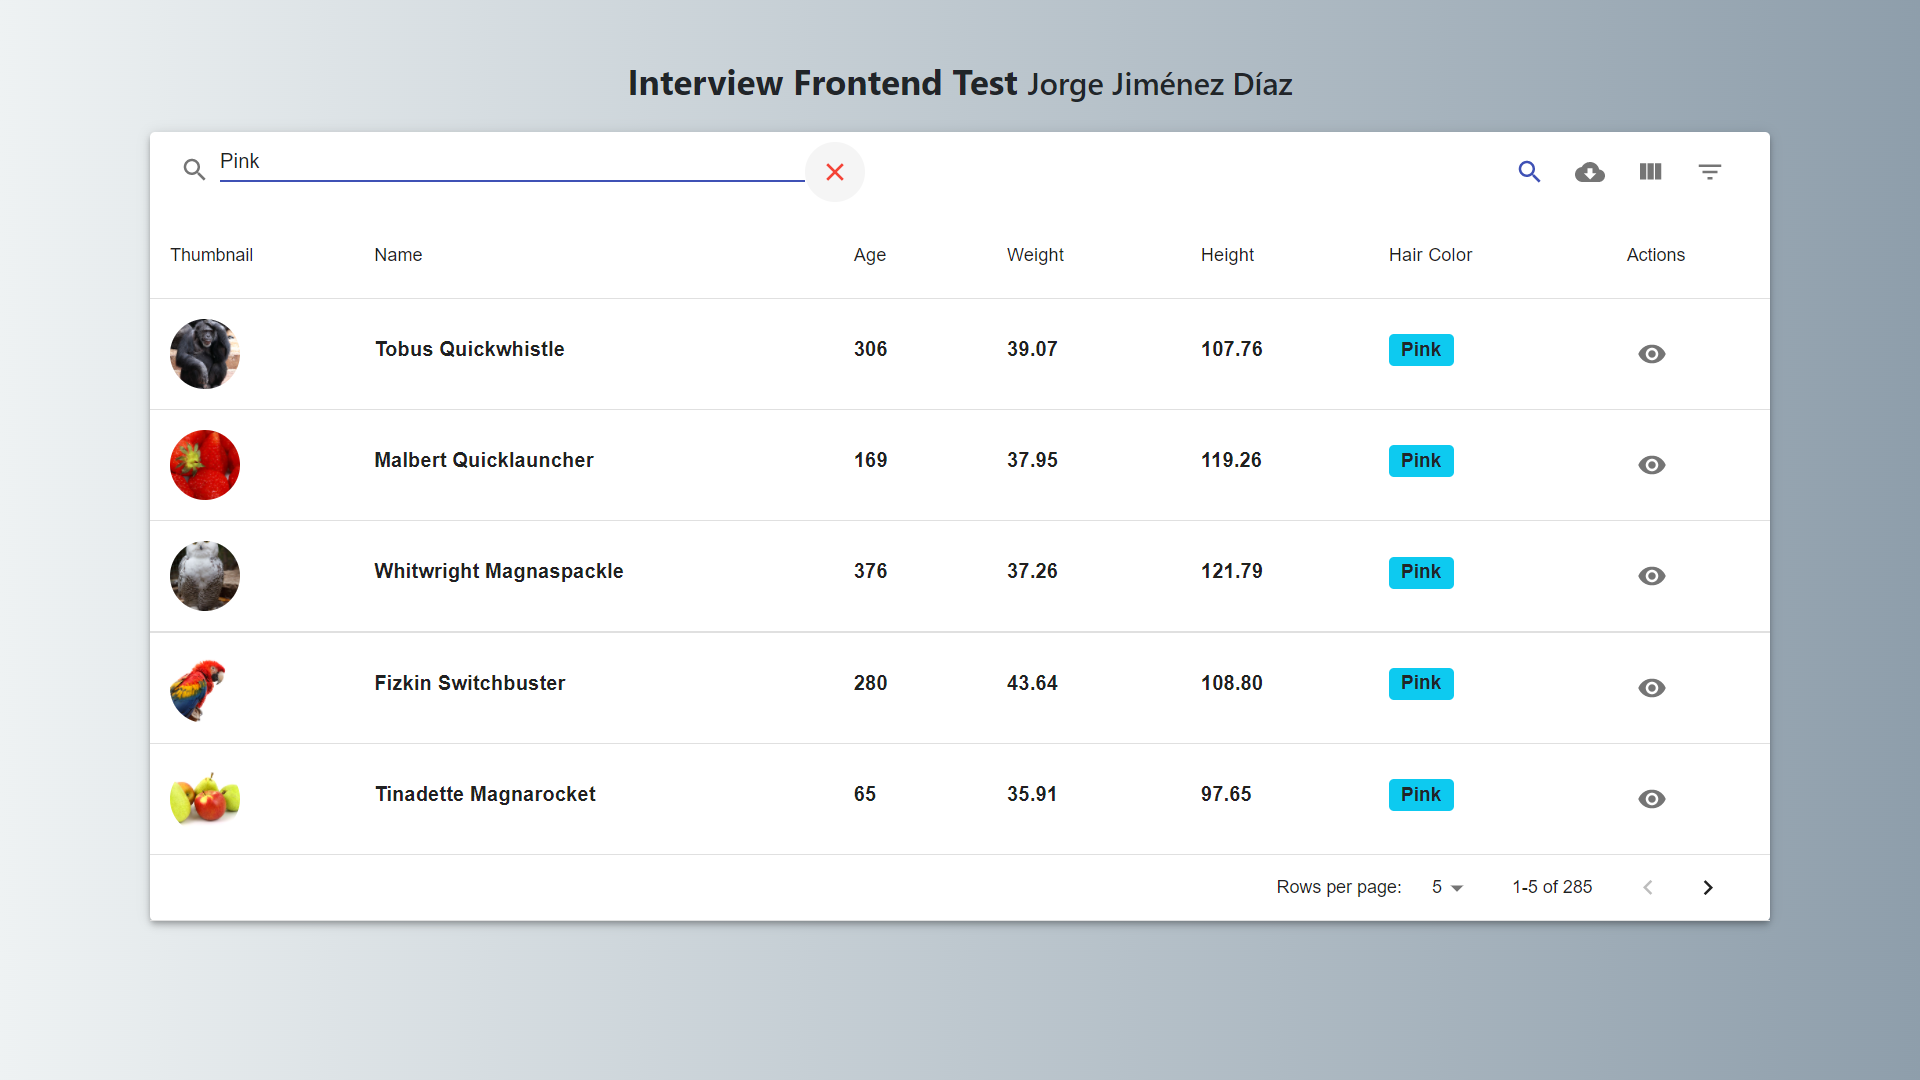 Interview Frontend Test Jorge Jiménez Díaz
Pink
Thumbnail Name Age Weight Height Hair Color Actions
Tobus Quickwhistle 306 39.07 107.76 Pink
Malbert Quicklauncher 169 37.95 119.26 Pink
Whitwright Magnaspackle 376 37.26 121.79 Pink
Fizkin Switchbuster 280 43.64 108.80 Pink
Tinadette Magnarocket 65 35.91 97.65 Pink
Rows per page: 5 1-5 of 285